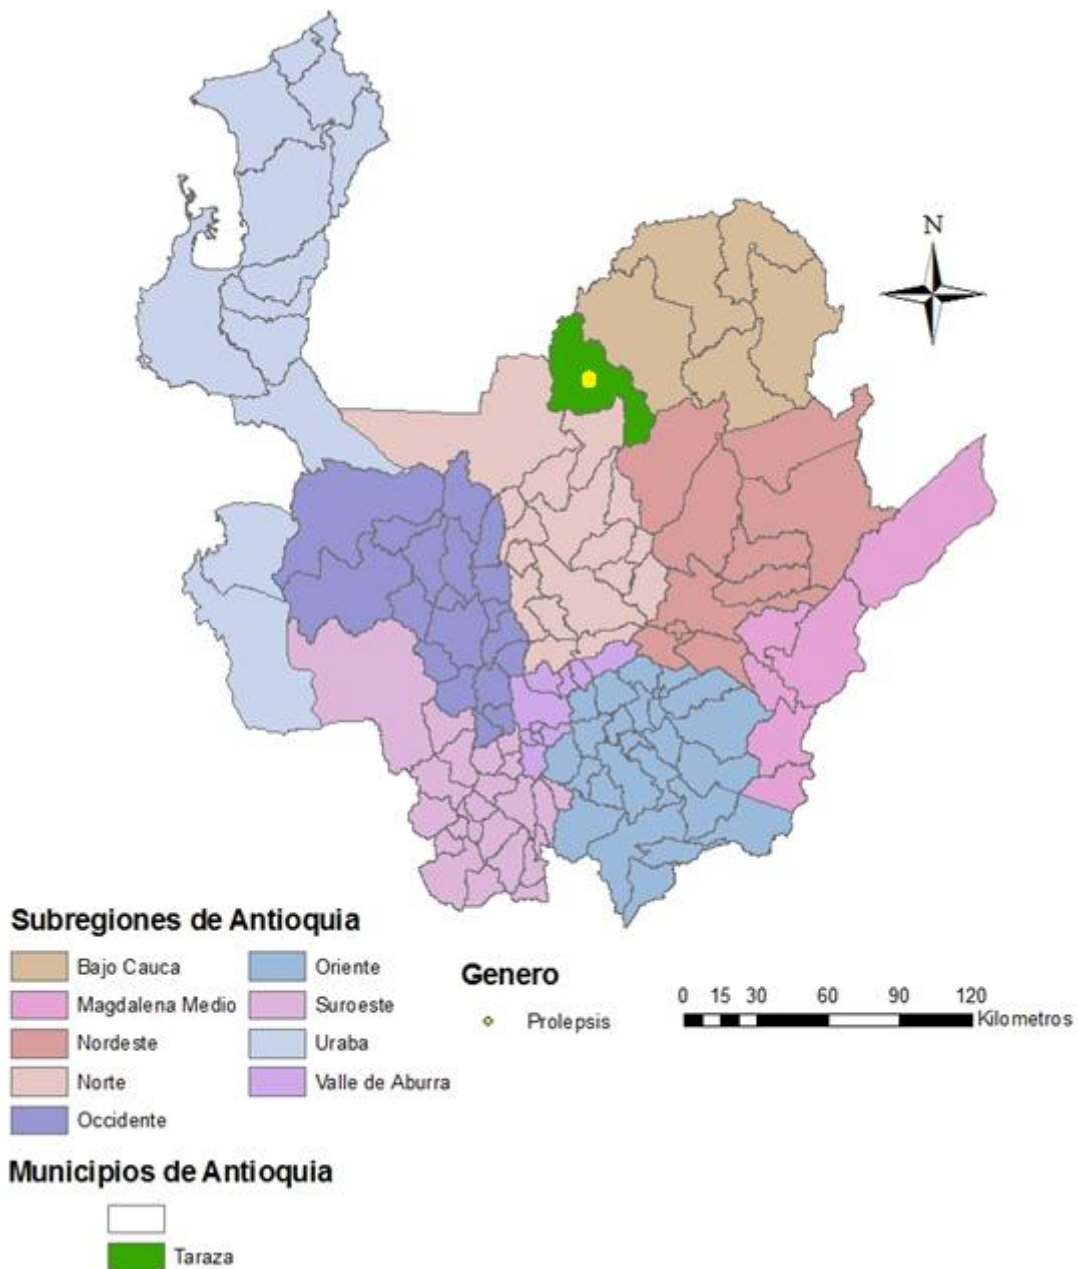 N
Subregiones de Antioquia
Bajo Cauca
Magdalena Medio
Nordeste
Norte
Occidente
Oriente
Suroeste
Uraba
Valle de Aburra
Genero
Prolepsis
0 15 30 60 90 120
Kilometros
Municipios de Antioquia
Taraza